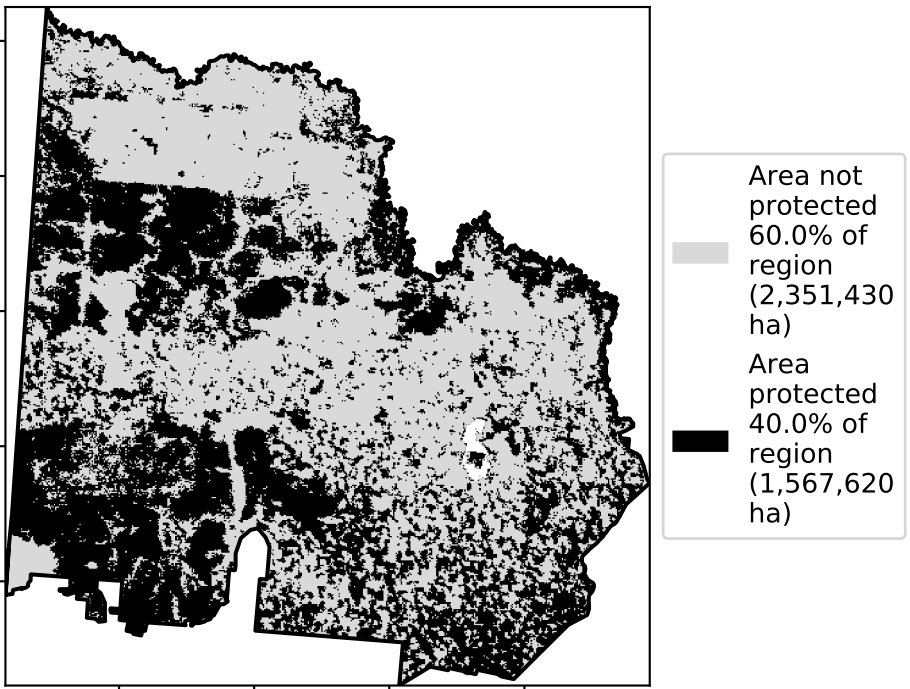 Area not
protected
60.0% of
region
(2,351,430
ha)
Area
protected
40.0% of
region
(1,567,620
ha)